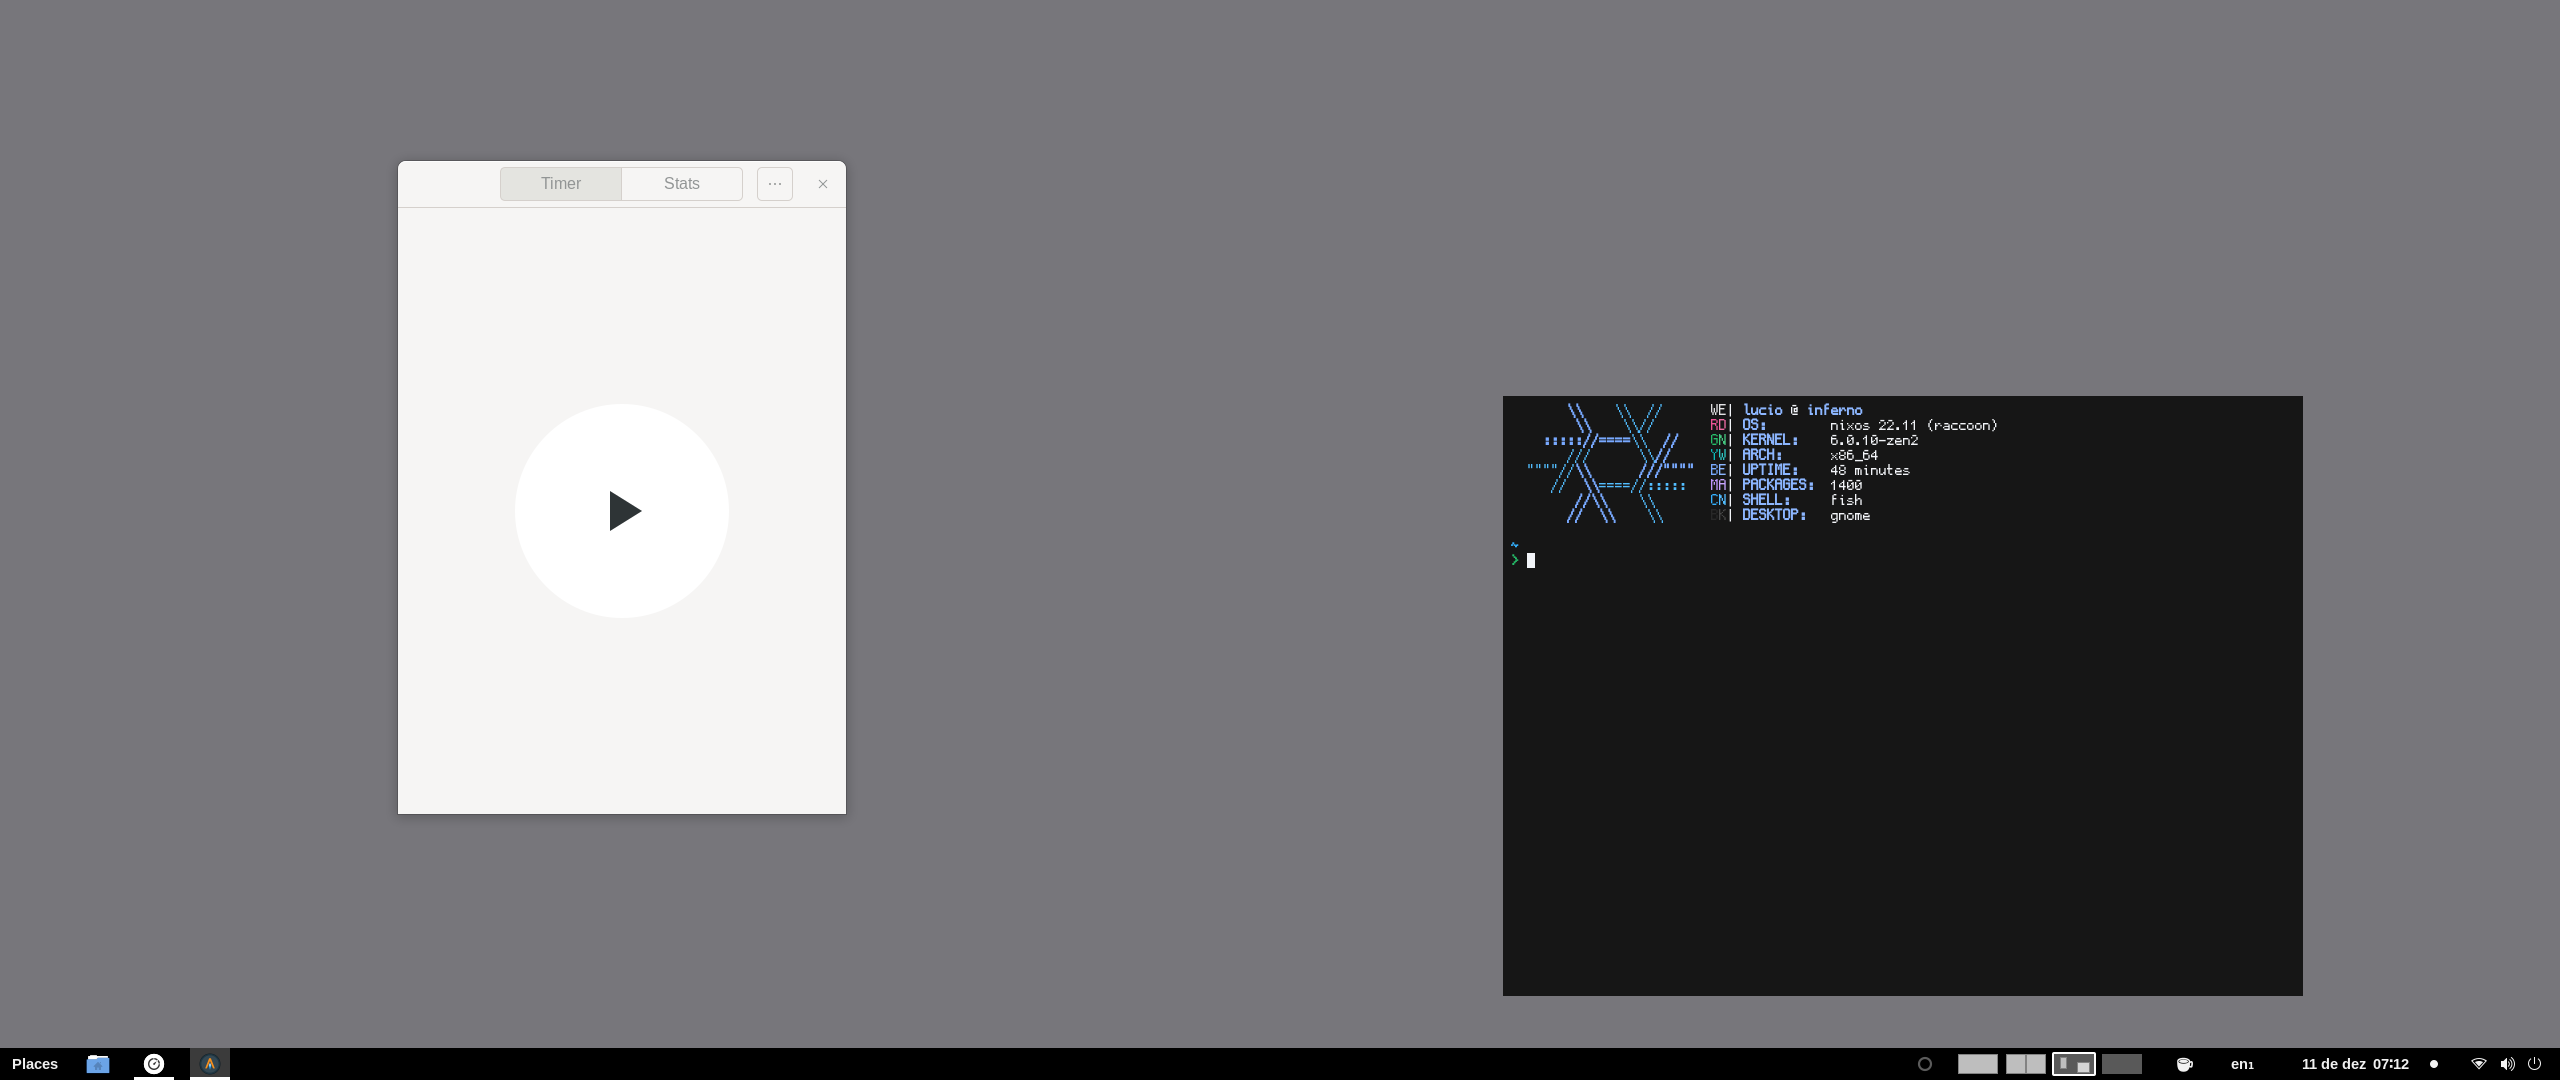 Timer Stats
WE| lucio @ inferno
RD| OS: nixos 22.11 (raccoon)
GN| KERNEL: 6.0.10-zen2
YW| ARCH: x86_64
BE| UPTIME: 48 minutes
MA| PACKAGES: 1400
CN| SHELL: fish
BK| DESKTOP: gnome
~
❯
Places
en₁
11 de dez 07:12